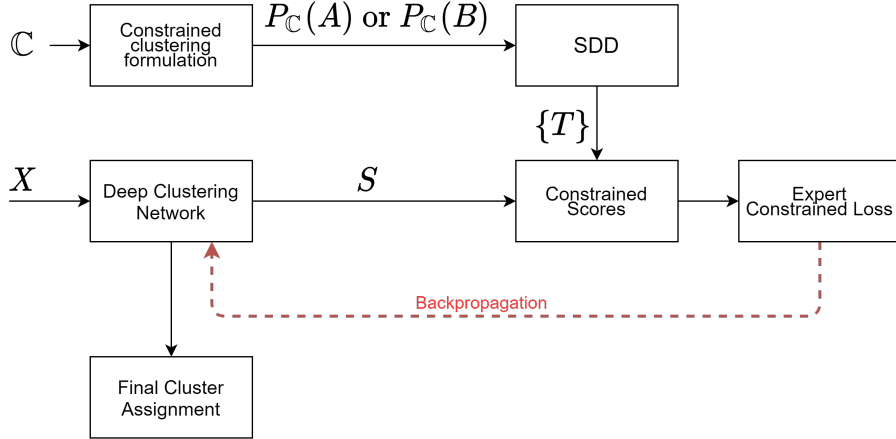 ℂ
Constrained
clustering
formulation
P_ℂ(A) or P_ℂ(B)
SDD
{T}
X
Deep Clustering
Network
S
Constrained
Scores
Expert
Constrained Loss
Backpropagation
Final Cluster
Assignment